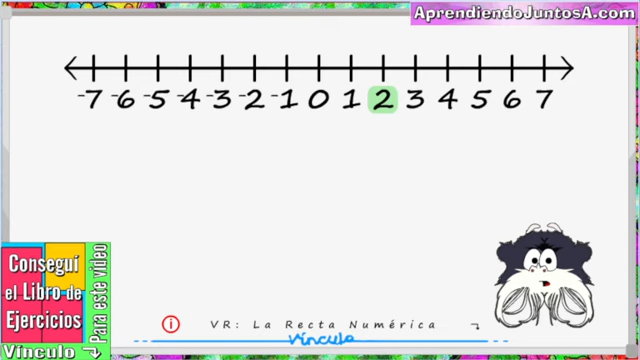 AprendiendoJuntosA.com
-7 -6 -5 -4 -3 -2 -1 0 1 2 3 4 5 6 7
Conseguí
el Libro de
Ejercicios
Vínculo
Para este video
i VR: La Recta Numérica
vínculo